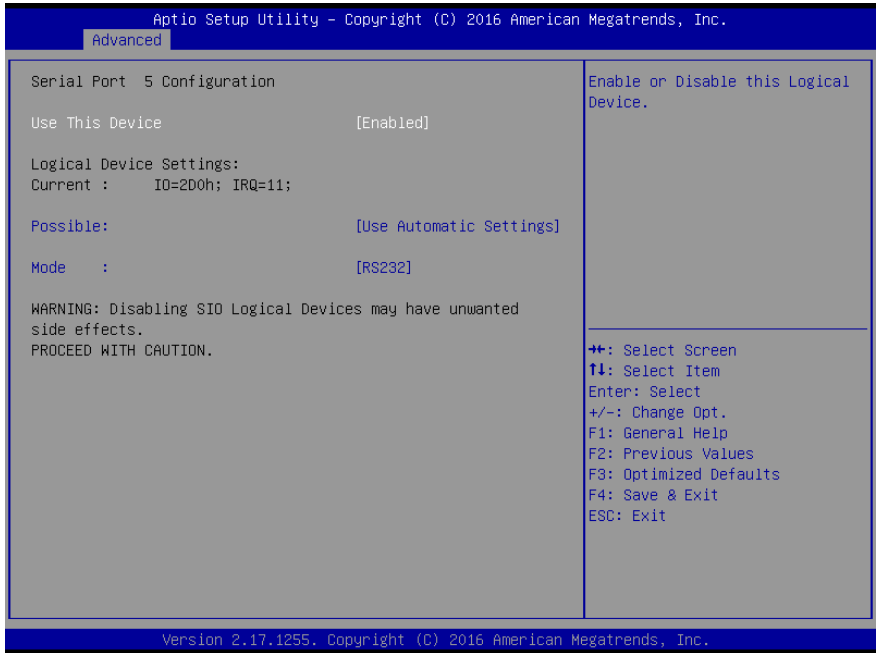 Aptio Setup Utility – Copyright (C) 2016 American Megatrends, Inc.
Advanced
Serial Port  5 Configuration
Use This Device [Enabled]
Logical Device Settings:
Current :     IO=2D0h; IRQ=11;
Possible: [Use Automatic Settings]
Mode    : [RS232]
WARNING: Disabling SIO Logical Devices may have unwanted
side effects.
PROCEED WITH CAUTION.
Enable or Disable this Logical
Device.
→←: Select Screen
↑↓: Select Item
Enter: Select
+/-: Change Opt.
F1: General Help
F2: Previous Values
F3: Optimized Defaults
F4: Save & Exit
ESC: Exit
Version 2.17.1255. Copyright (C) 2016 American Megatrends, Inc.